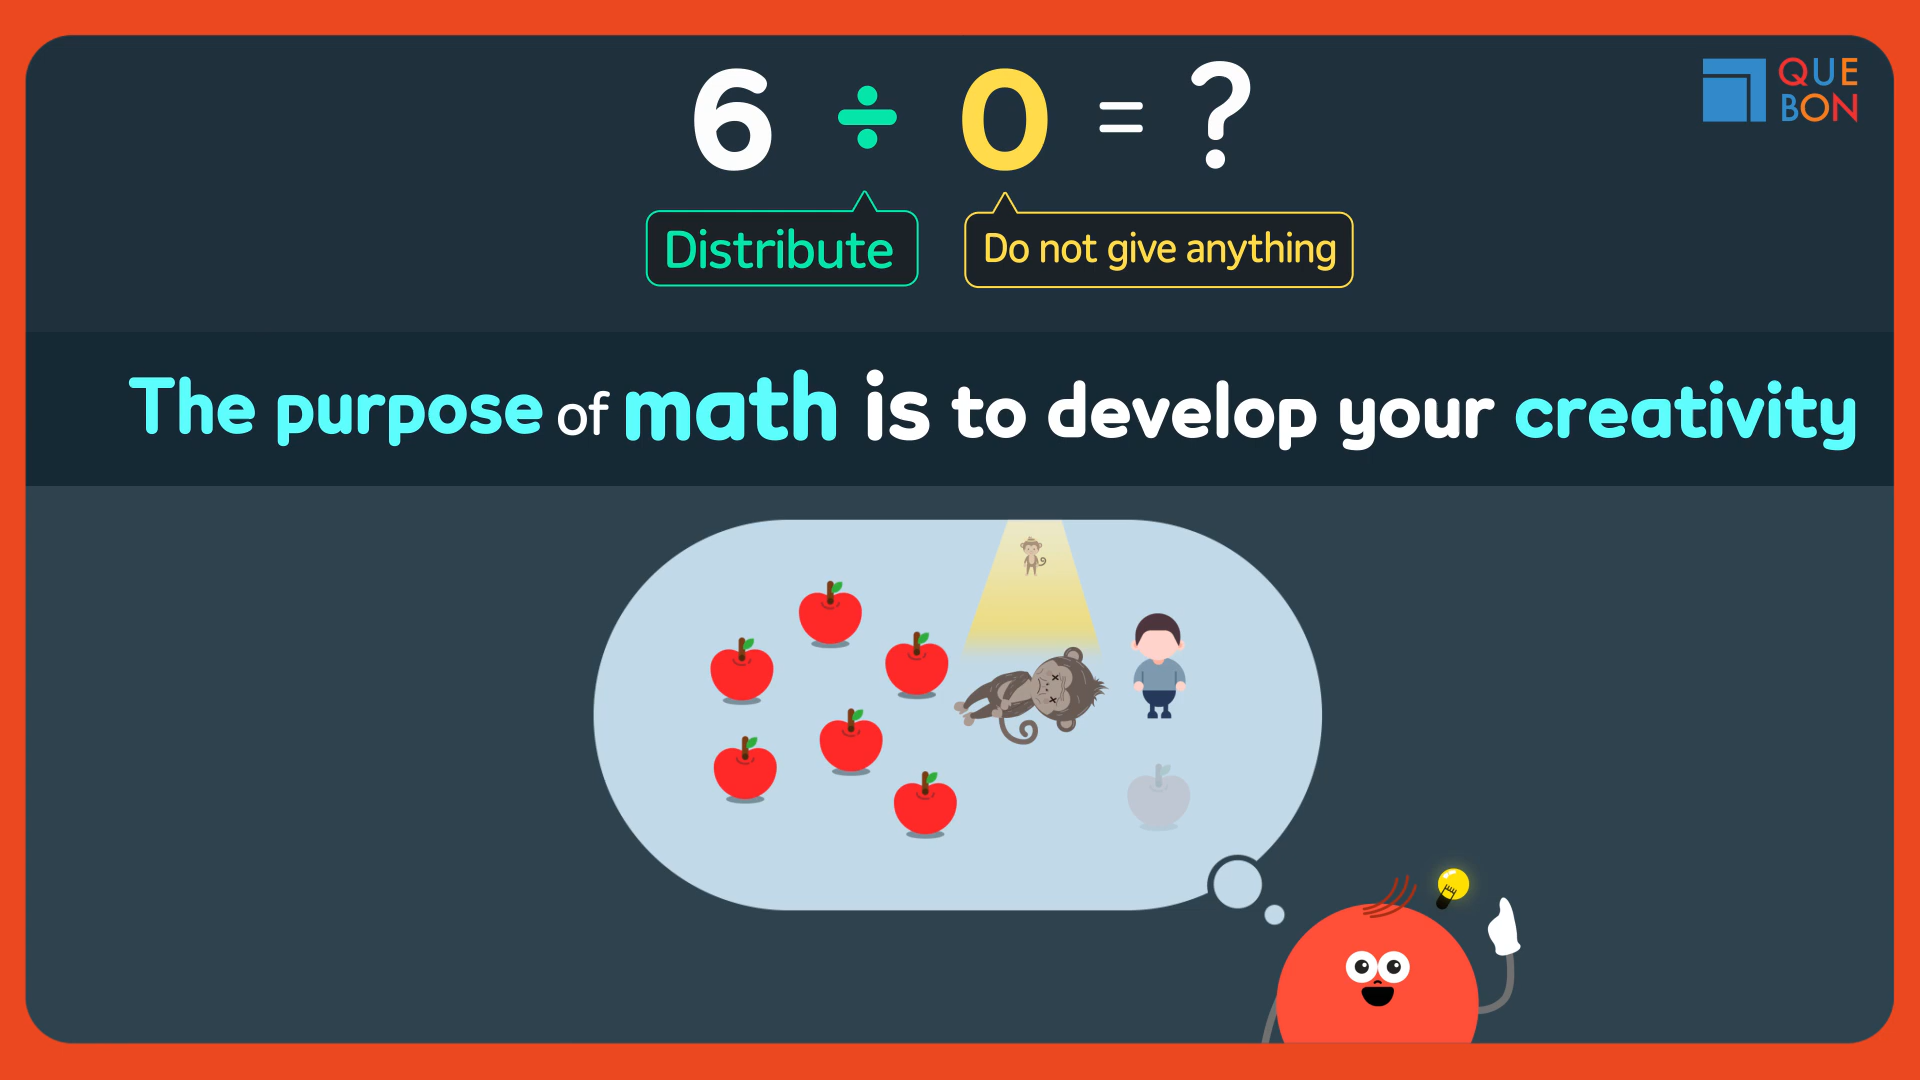 6 ÷ 0 = ?
QUE
BON
Distribute
Do not give anything
The purpose of math is to develop your creativity